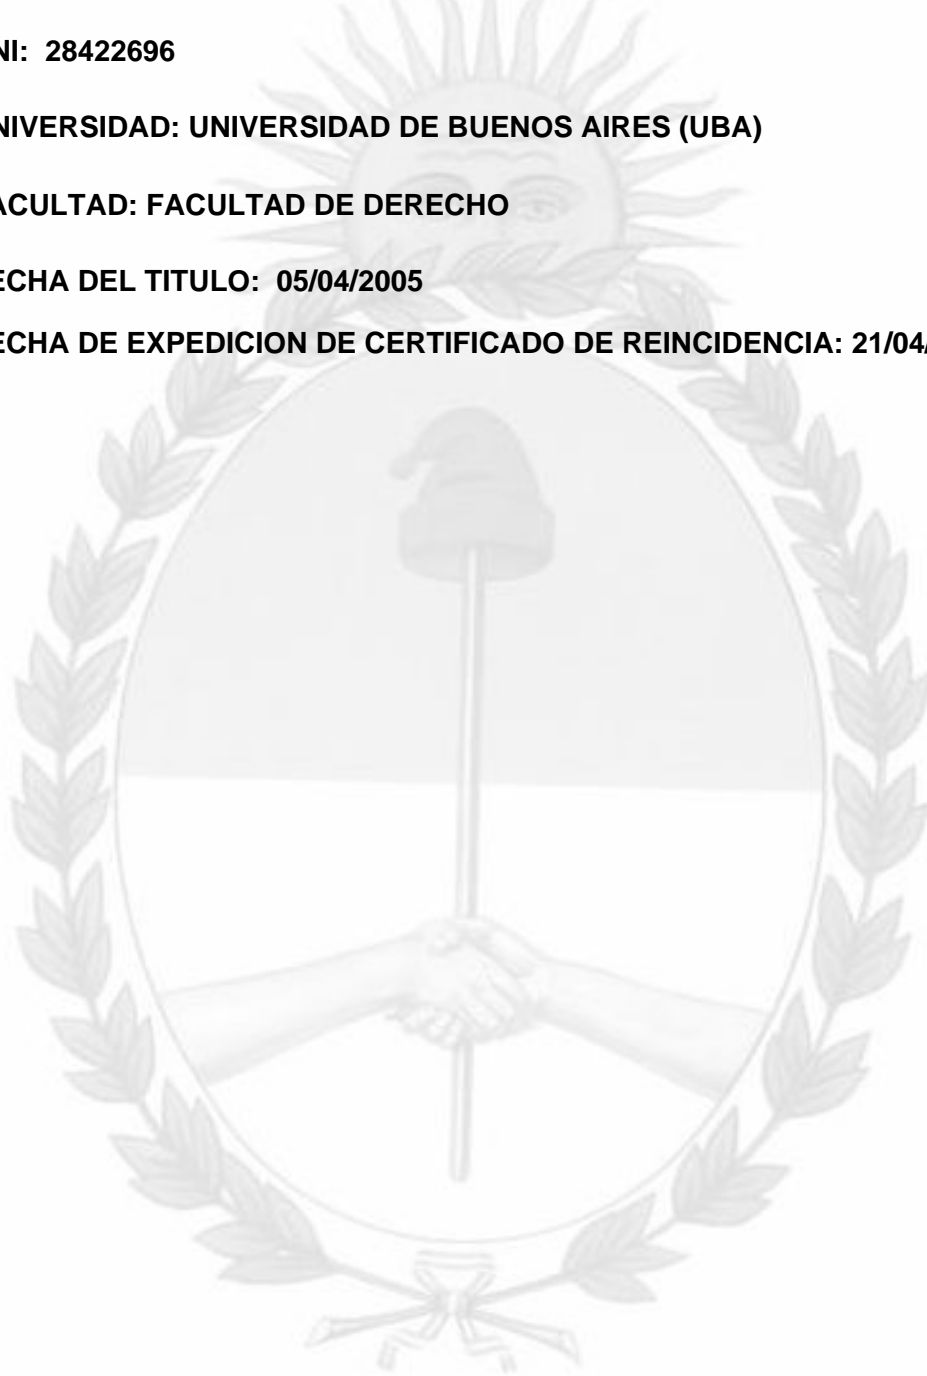 NI: 28422696
NIVERSIDAD: UNIVERSIDAD DE BUENOS AIRES (UBA)
ACULTAD: FACULTAD DE DERECHO
ECHA DEL TITULO: 05/04/2005
ECHA DE EXPEDICION DE CERTIFICADO DE REINCIDENCIA: 21/04/